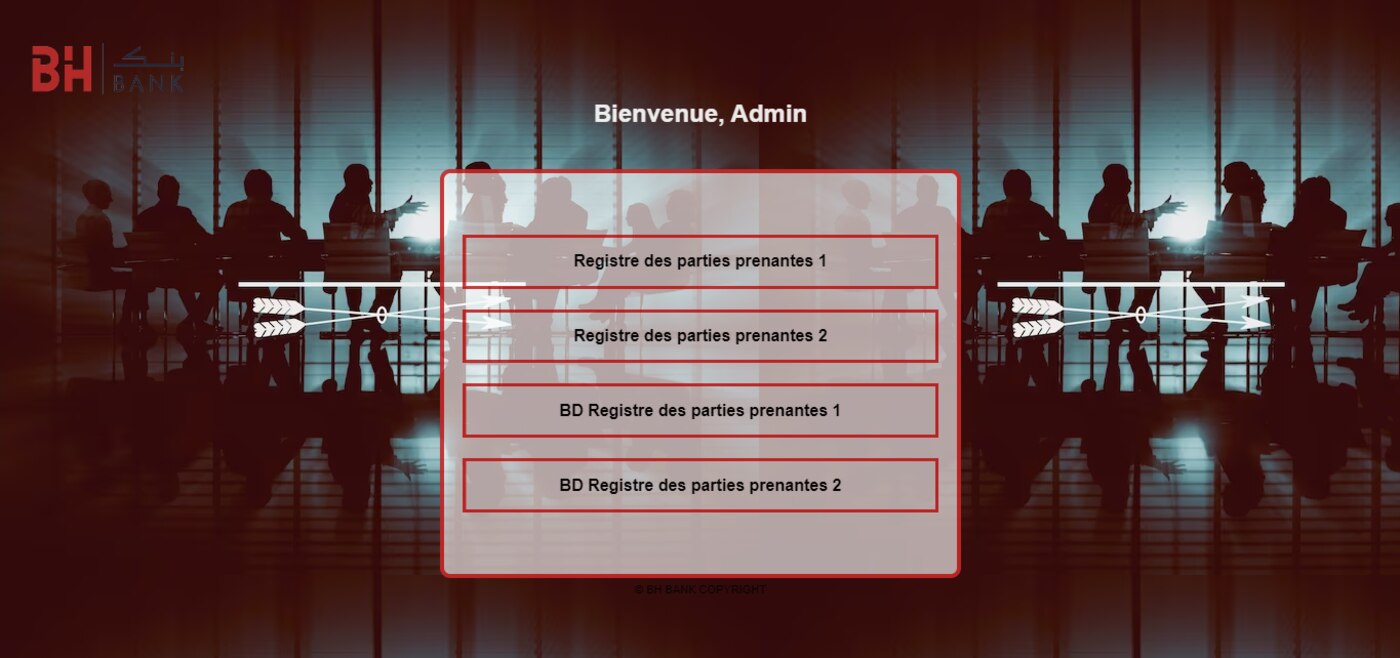 BH بنك
BANK
Bienvenue, Admin
Registre des parties prenantes 1
Registre des parties prenantes 2
BD Registre des parties prenantes 1
BD Registre des parties prenantes 2
© BH BANK COPYRIGHT